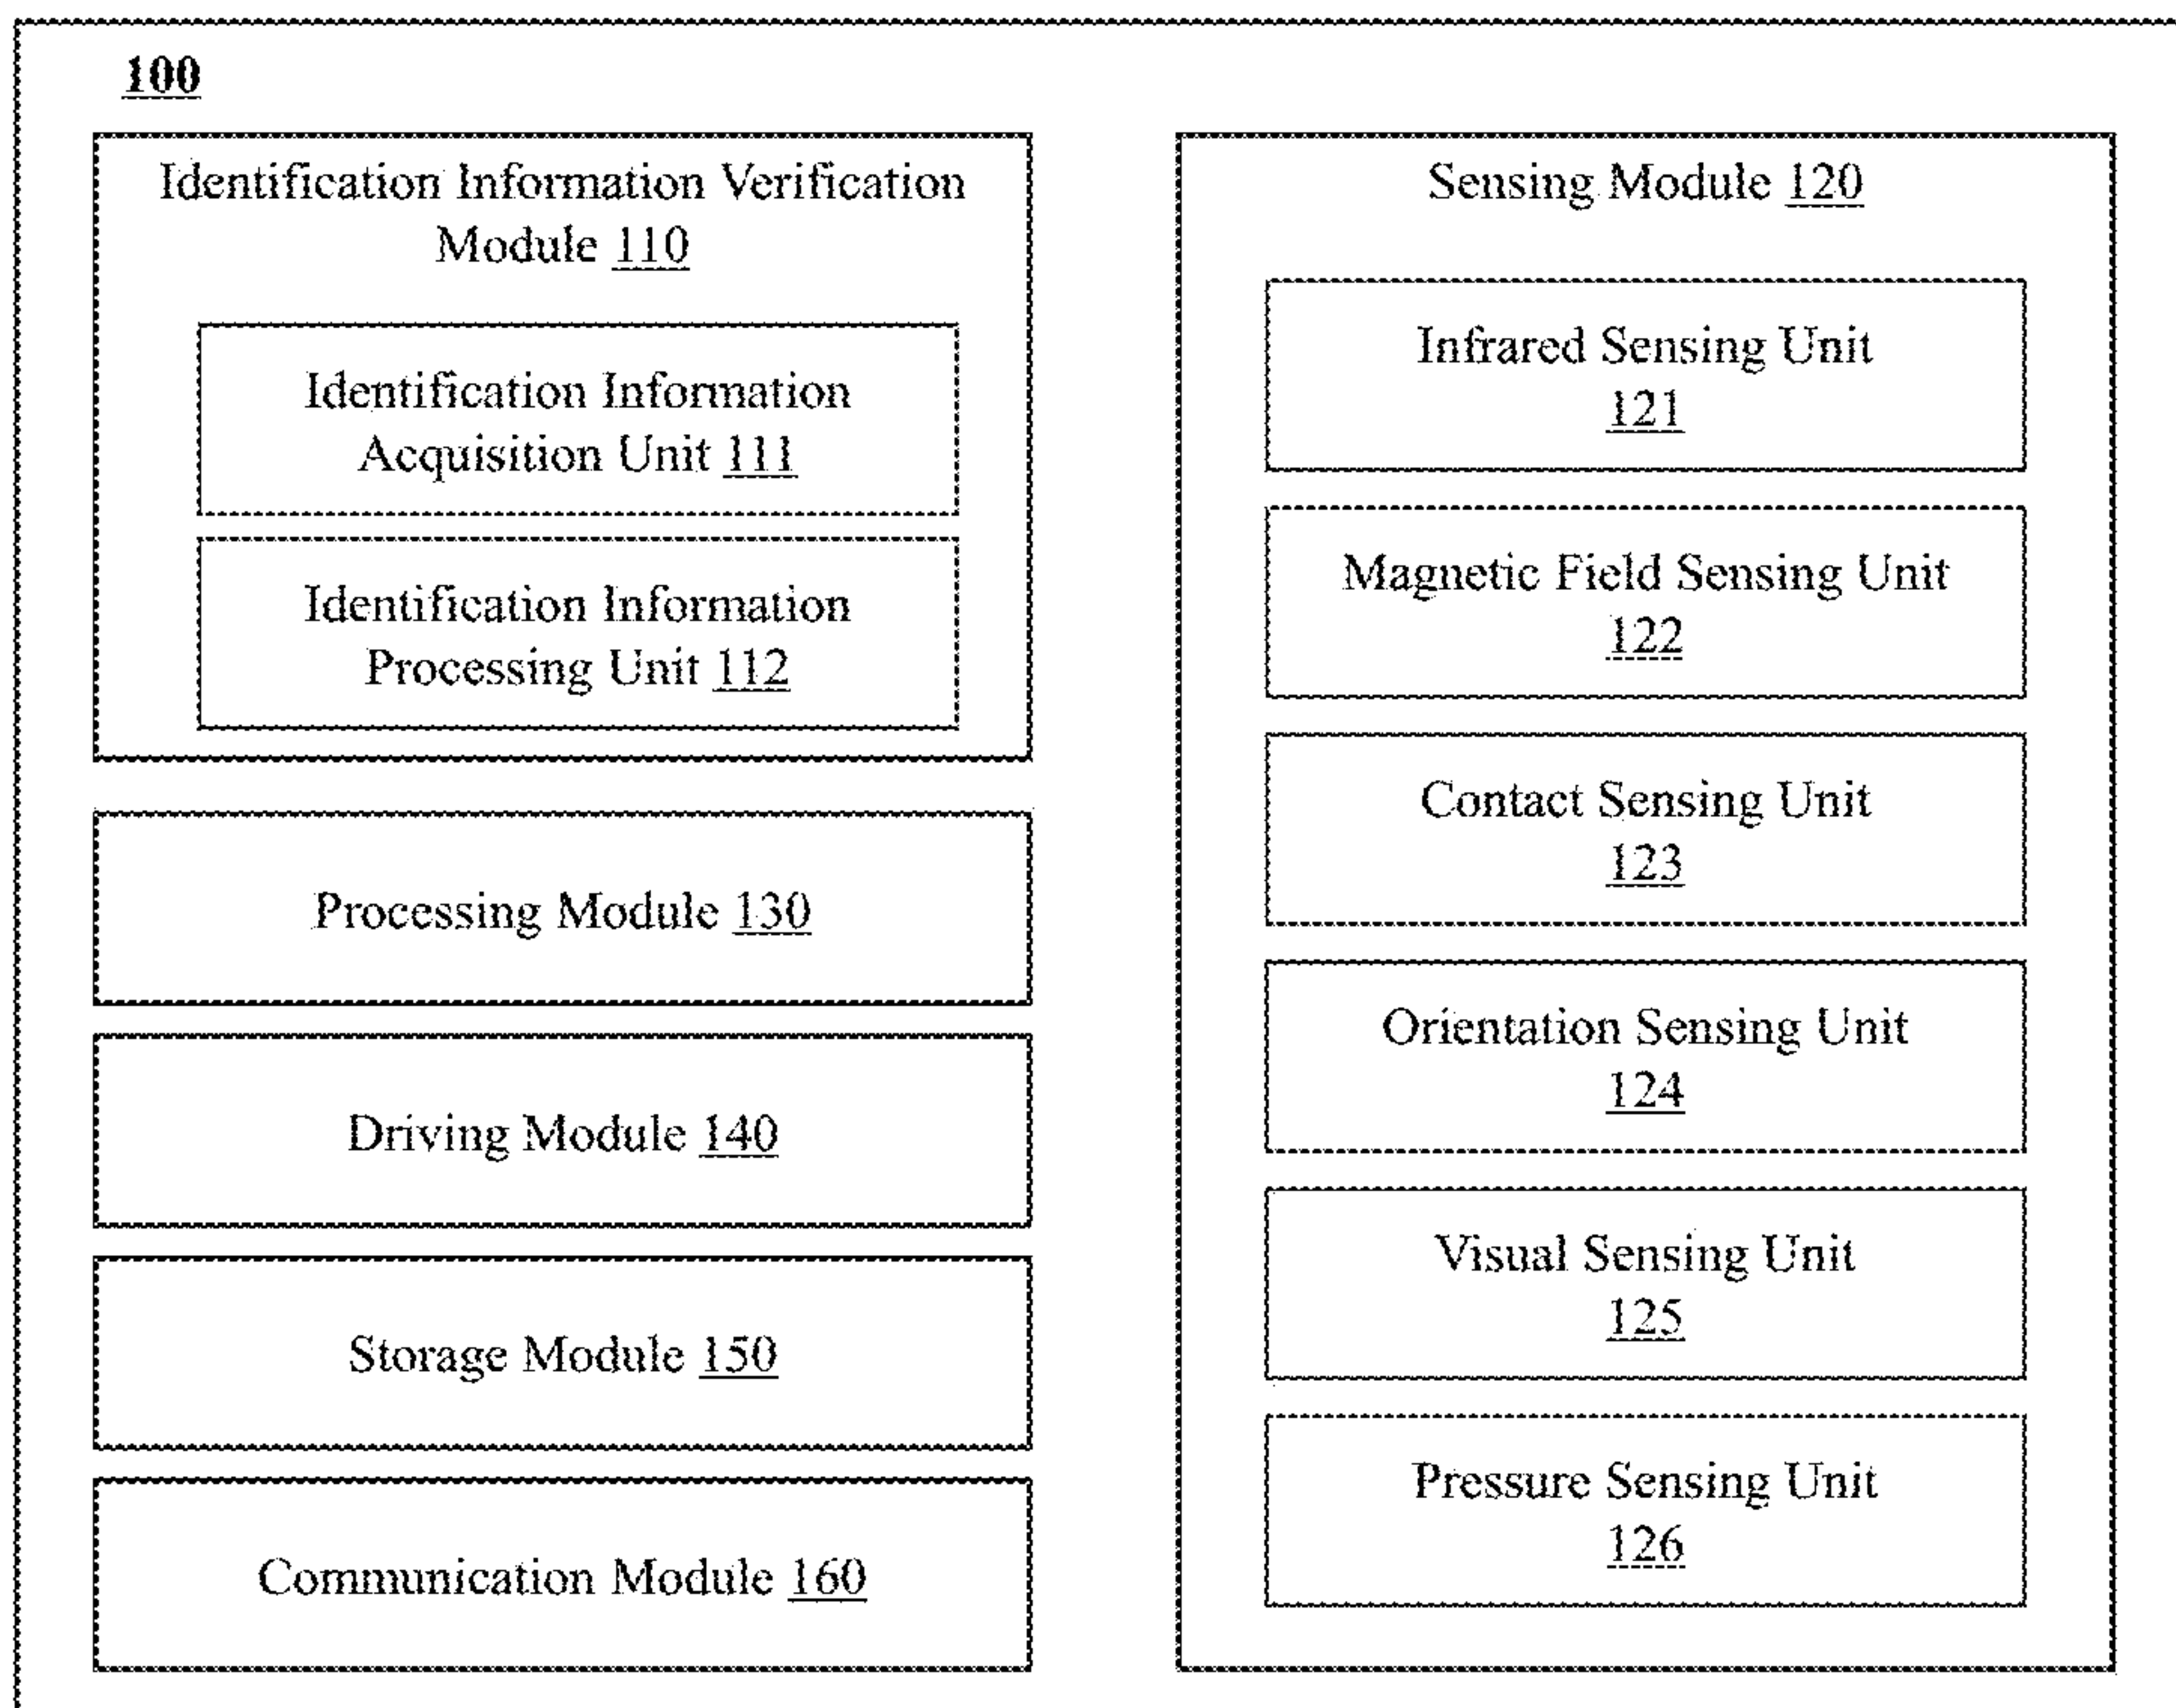 100
Identification Information Verification
Module 110
Identification Information
Acquisition Unit 111
Identification Information
Processing Unit 112
Processing Module 130
Driving Module 140
Storage Module 150
Communication Module 160
Sensing Module 120
Infrared Sensing Unit
121
Magnetic Field Sensing Unit
122
Contact Sensing Unit
123
Orientation Sensing Unit
124
Visual Sensing Unit
125
Pressure Sensing Unit
126